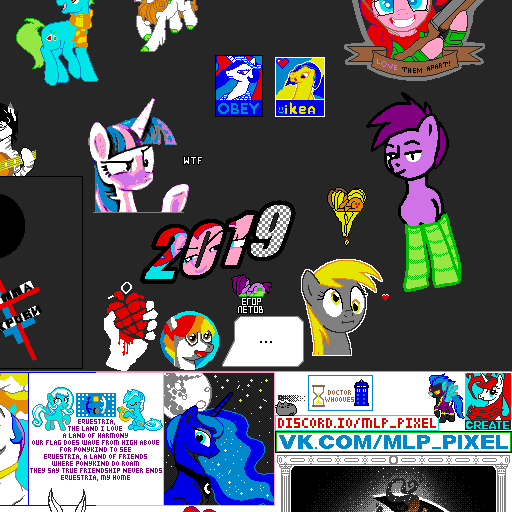 LOVE THEM APART!
OBEY
iken
WTF
2019
ЕГОР
ЛЕТОВ
...
DOCTOR
WHOOVES
DISCORD.IO/MLP_PIXEL
CREATE
VK.COM/MLP_PIXEL
EQUESTRIA,
THE LAND I LOVE
A LAND OF HARMONY
OUR FLAG DOES WAVE FROM HIGH ABOVE
FOR PONYKIND TO SEE
EQUESTRIA, A LAND OF FRIENDS
WHERE PONYKIND DO ROAM
THEY SAY TRUE FRIENDSHIP NEVER ENDS
EQUESTRIA, MY HOME